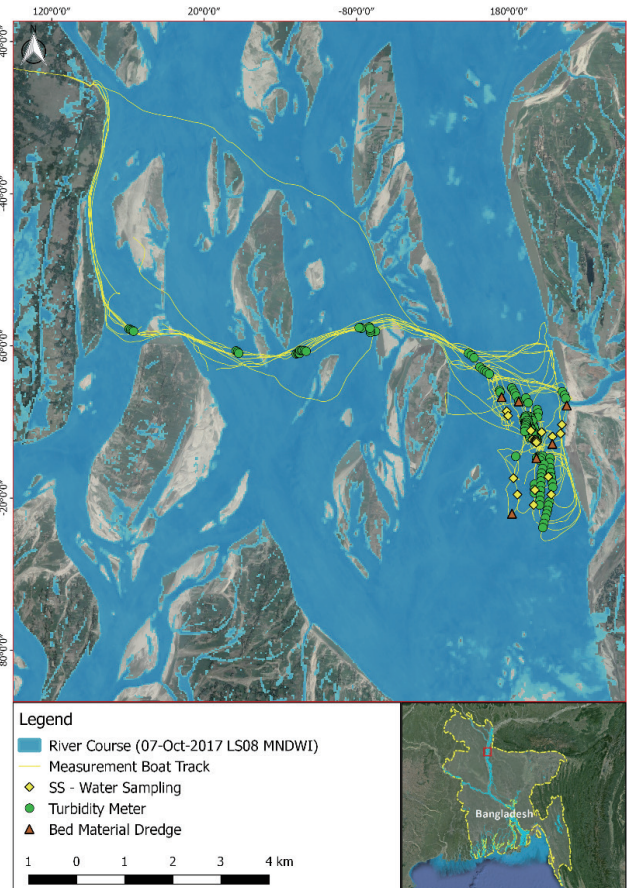 120°0'0"
20°0'0"
-80°0'0"
180°0'0"
N
40°0'0"
-40°0'0"
60°0'0"
-20°0'0"
80°0'0"
Legend
River Course (07-Oct-2017 LS08 MNDWI)
Measurement Boat Track
SS - Water Sampling
Turbidity Meter
Bed Material Dredge
1 0 1 2 3 4 km
Bangladesh